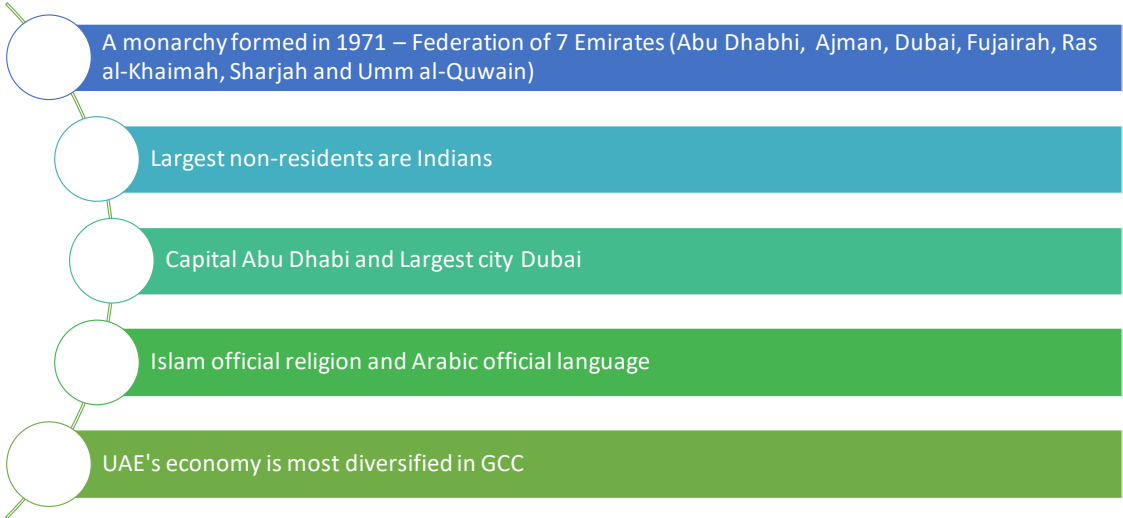 A monarchy formed in 1971 – Federation of 7 Emirates (Abu Dhabhi, Ajman, Dubai, Fujairah, Ras
al-Khaimah, Sharjah and Umm al-Quwain)
Largest non-residents are Indians
Capital Abu Dhabi and Largest city Dubai
Islam official religion and Arabic official language
UAE's economy is most diversified in GCC